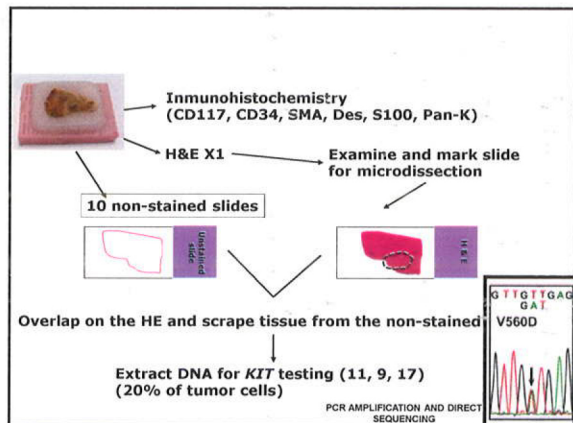 Inmunohistochemistry
(CD117, CD34, SMA, Des, S100, Pan-K)
H&E X1
Examine and mark slide
for microdissection
10 non-stained slides
Unstained
slide
H&E
Overlap on the HE and scrape tissue from the non-stained
Extract DNA for KIT testing (11, 9, 17)
(20% of tumor cells)
PCR AMPLIFICATION AND DIRECT
SEQUENCING
GTTGTTGAG
GAT
V560D